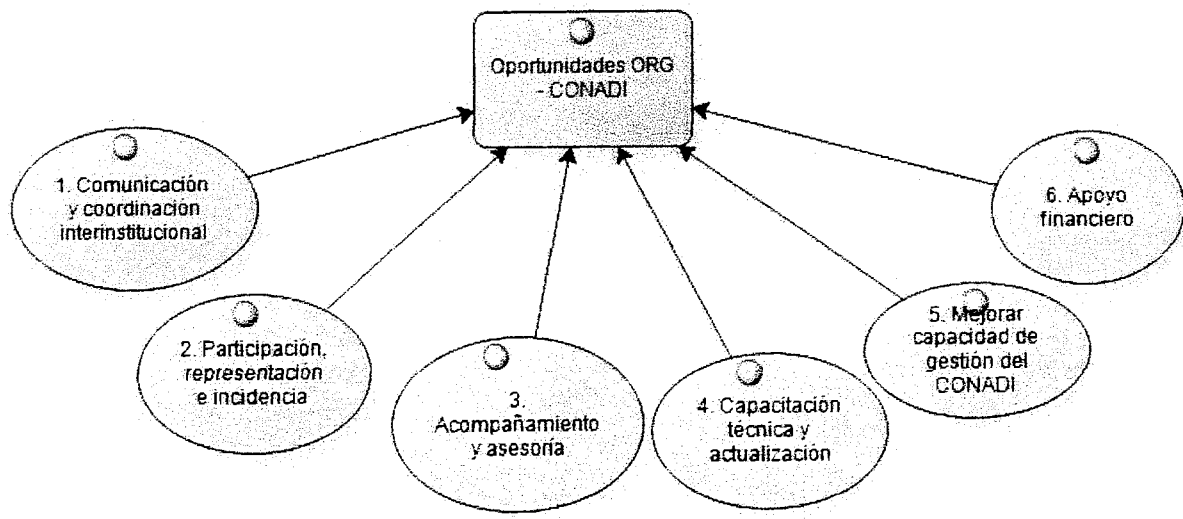 Oportunidades ORG
- CONADI
1. Comunicación
y coordinación
interinstitucional
2. Participación,
representación
e incidencia
3.
Acompañamiento
y asesoría
4. Capacitación
técnica y
actualización
5. Mejorar
capacidad de
gestión del
CONADI
6. Apoyo
financiero